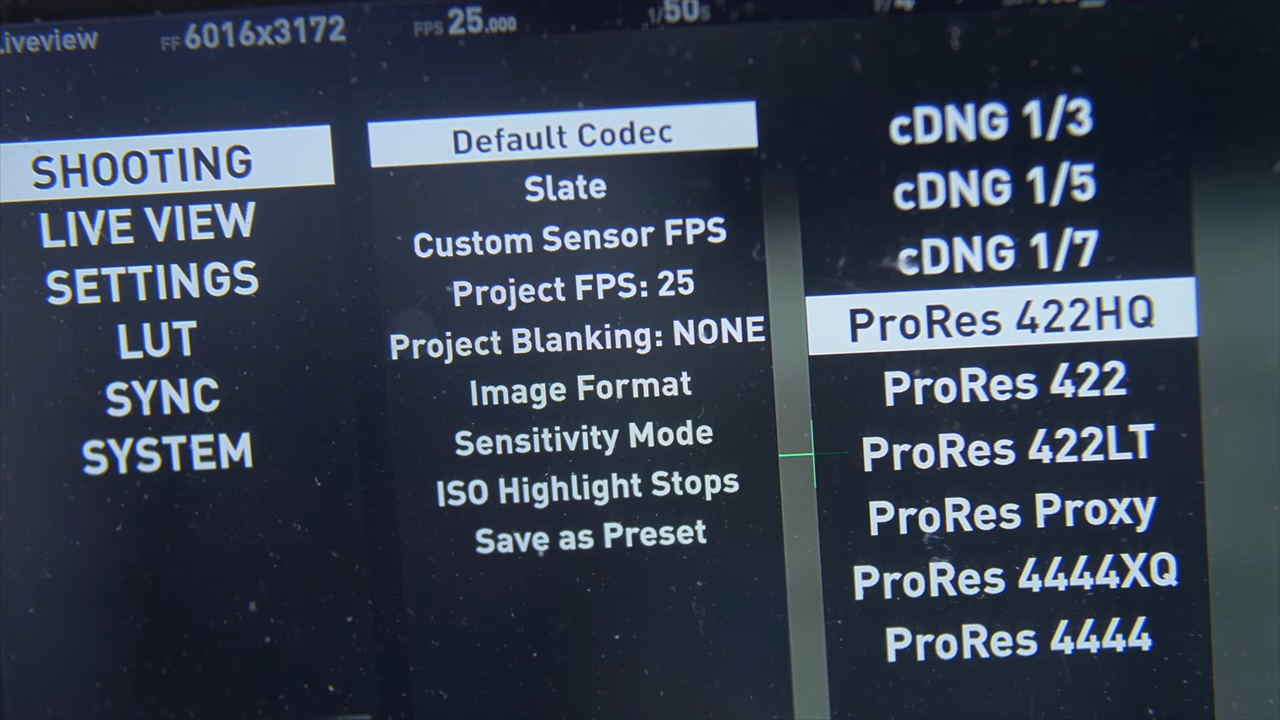 Liveview FF 6016x3172 FPS 25.000 1/50s
SHOOTING
LIVE VIEW
SETTINGS
LUT
SYNC
SYSTEM
Default Codec
Slate
Custom Sensor FPS
Project FPS: 25
Project Blanking: NONE
Image Format
Sensitivity Mode
ISO Highlight Stops
Save as Preset
cDNG 1/3
cDNG 1/5
cDNG 1/7
ProRes 422HQ
ProRes 422
ProRes 422LT
ProRes Proxy
ProRes 4444XQ
ProRes 4444